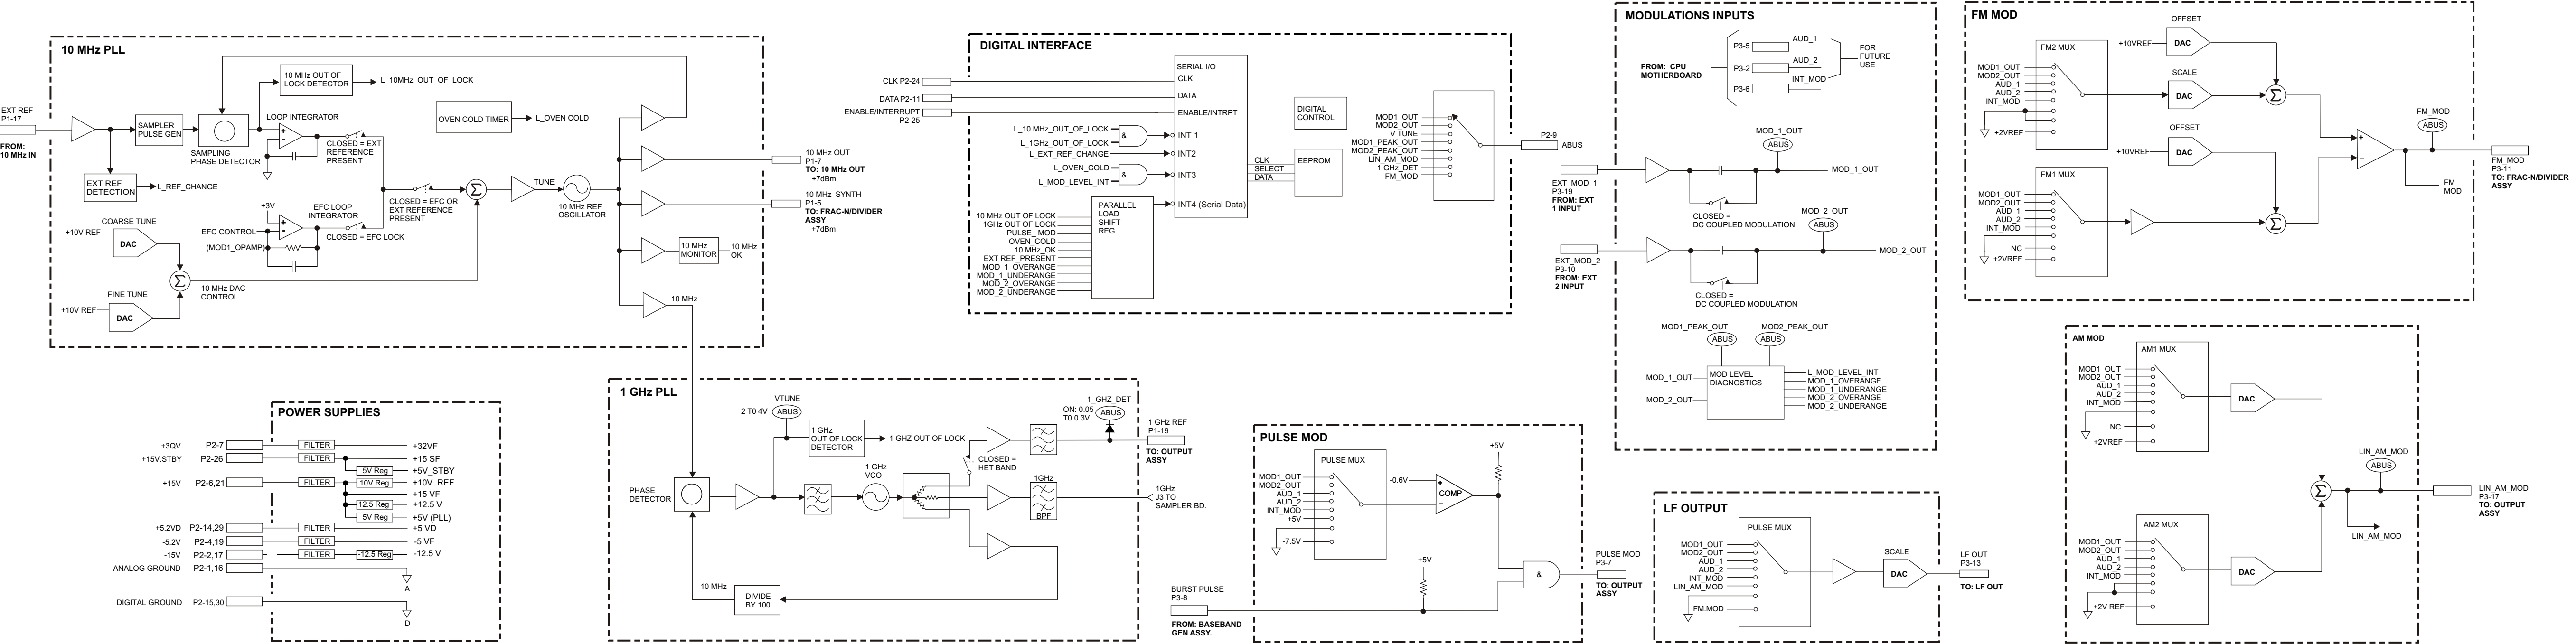 10 MHz PLL
EXT REF
P1-17
FROM:
10 MHz IN
SAMPLER
PULSE GEN
SAMPLING
PHASE DETECTOR
10 MHz OUT OF
LOCK DETECTOR
L_10MHz_OUT_OF_LOCK
LOOP INTEGRATOR
+
-
CLOSED = EXT
REFERENCE
PRESENT
OVEN COLD TIMER
L_OVEN COLD
EXT REF
DETECTION
L_REF_CHANGE
+3V
EFC LOOP
INTEGRATOR
EFC CONTROL
+
-
(MOD1_OPAMP)
CLOSED = EFC LOCK
CLOSED = EFC OR
EXT REFERENCE
PRESENT
Σ
TUNE
10 MHz REF
OSCILLATOR
COARSE TUNE
+10V REF
DAC
Σ
10 MHz DAC
CONTROL
FINE TUNE
+10V REF
DAC
10 MHz OUT
P1-7
TO: 10 MHz OUT
+7dBm
10 MHz SYNTH
P1-5
TO: FRAC-N/DIVIDER
ASSY
+7dBm
10 MHz
MONITOR
10 MHz
OK
10 MHz
POWER SUPPLIES
+3QV P2-7 FILTER +32VF
+15V.STBY P2-26 FILTER +15 SF
5V Reg +5V_STBY
+15V P2-6,21 FILTER 10V Reg +10V REF
+15 VF
12.5 Reg +12.5 V
5V Reg +5V (PLL)
+5.2VD P2-14,29 FILTER +5 VD
-5.2V P2-4,19 FILTER -5 VF
-15V P2-2,17 FILTER -12.5 Reg -12.5 V
ANALOG GROUND P2-1,16
A
DIGITAL GROUND P2-15,30
D
1 GHz PLL
PHASE
DETECTOR
VTUNE
2 T0 4V
ABUS
1 GHz
OUT OF LOCK
DETECTOR
1 GHZ OUT OF LOCK
1 GHz
VCO
CLOSED =
HET BAND
1_GHZ_DET
ON: 0.05
T0 0.3V
ABUS
1 GHz REF
P1-19
TO: OUTPUT
ASSY
1GHz
BPF
1GHz
J3 TO
SAMPLER BD.
10 MHz
DIVIDE
BY 100
DIGITAL INTERFACE
CLK P2-24
DATA P2-11
ENABLE/INTERRUPT
P2-25
SERIAL I/O
CLK
DATA
ENABLE/INTRPT
INT 1
INT2
INT3
INT4 (Serial Data)
L_10 MHz_OUT_OF_LOCK
L_1GHz_OUT_OF_LOCK
&
L_EXT_REF_CHANGE
L_OVEN_COLD
L_MOD_LEVEL_INT
&
10 MHz OUT OF LOCK
1GHz OUT OF LOCK
PULSE_ MOD
OVEN_COLD
10 MHz_OK
EXT REF_PRESENT
MOD_1_OVERANGE
MOD_1_UNDERANGE
MOD_2_OVERANGE
MOD_2_UNDERANGE
PARALLEL
LOAD
SHIFT
REG
DIGITAL
CONTROL
CLK
SELECT
DATA
EEPROM
MOD1_OUT
MOD2_OUT
V TUNE
MOD1_PEAK_OUT
MOD2_PEAK_OUT
LIN_AM_MOD
1 GHz_DET
FM_MOD
P2-9
ABUS
MODULATIONS INPUTS
FROM: CPU
MOTHERBOARD
P3-5
AUD_1
P3-2
AUD_2
P3-6
INT_MOD
FOR
FUTURE
USE
EXT_MOD_1
P3-19
FROM: EXT
1 INPUT
MOD_1_OUT
ABUS
MOD_1_OUT
CLOSED =
DC COUPLED MODULATION
EXT_MOD_2
P3-10
FROM: EXT
2 INPUT
MOD_2_OUT
ABUS
MOD_2_OUT
CLOSED =
DC COUPLED MODULATION
MOD1_PEAK_OUT
ABUS
MOD2_PEAK_OUT
ABUS
MOD_1_OUT
MOD_2_OUT
MOD LEVEL
DIAGNOSTICS
L_MOD_LEVEL_INT
MOD_1_OVERANGE
MOD_1_UNDERANGE
MOD_2_OVERANGE
MOD_2_UNDERANGE
PULSE MOD
PULSE MUX
MOD1_OUT
MOD2_OUT
AUD_1
AUD_2
INT_MOD
+5V
-7.5V
-0.6V
+
COMP
-
+5V
+5V
&
BURST PULSE
P3-8
FROM: BASEBAND
GEN ASSY.
PULSE MOD
P3-7
TO: OUTPUT
ASSY
LF OUTPUT
PULSE MUX
MOD1_OUT
MOD2_OUT
AUD_1
AUD_2
INT_MOD
LIN_AM_MOD
FM.MOD
SCALE
DAC
LF OUT
P3-13
TO: LF OUT
FM MOD
FM2 MUX
MOD1_OUT
MOD2_OUT
AUD_1
AUD_2
INT_MOD
+2VREF
OFFSET
+10VREF
DAC
SCALE
DAC
Σ
OFFSET
+10VREF
DAC
FM1 MUX
MOD1_OUT
MOD2_OUT
AUD_1
AUD_2
INT_MOD
NC
+2VREF
Σ
+
-
FM_MOD
ABUS
FM
MOD
FM_MOD
P3-11
TO: FRAC-N/DIVIDER
ASSY
AM MOD
AM1 MUX
MOD1_OUT
MOD2_OUT
AUD_1
AUD_2
INT_MOD
NC
+2VREF
DAC
AM2 MUX
MOD1_OUT
MOD2_OUT
AUD_1
AUD_2
INT_MOD
+2V REF
DAC
Σ
LIN_AM_MOD
ABUS
LIN_AM_MOD
LIN_AM_MOD
P3-17
TO: OUTPUT
ASSY